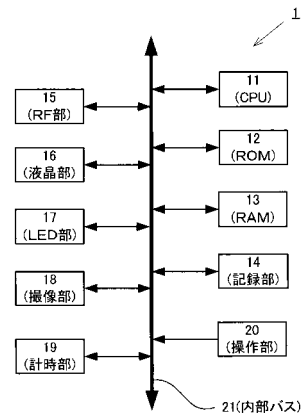 1
11
(CPU)
15
(RF部)
12
(ROM)
16
(液晶部)
13
(RAM)
17
(LED部)
14
(記録部)
18
(撮像部)
20
(操作部)
19
(計時部)
21(内部バス)